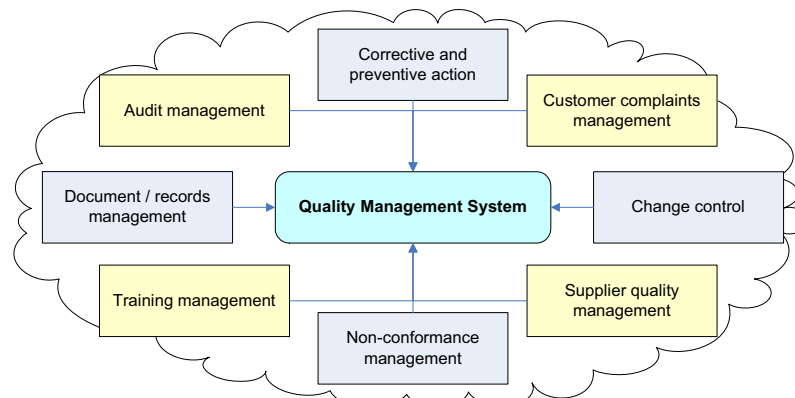 Corrective and
preventive action
Audit management
Customer complaints
management
Document / records
management
Quality Management System
Change control
Training management
Supplier quality
management
Non-conformance
management